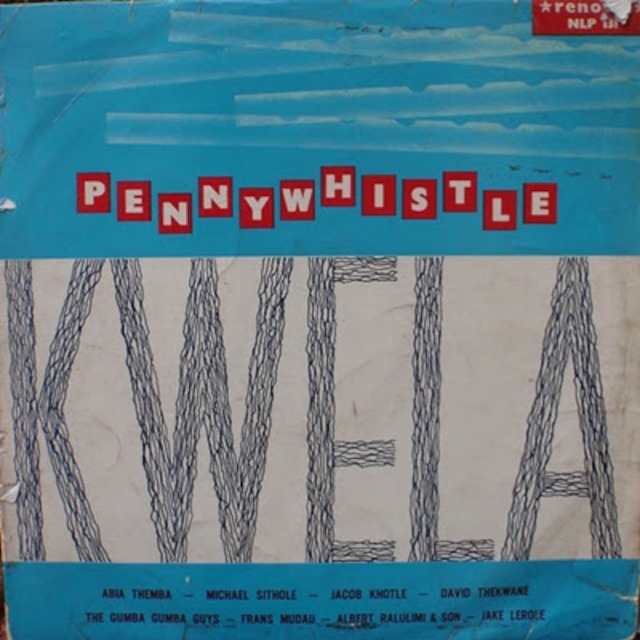 ★reno
NLP
PENNYWHISTLE
KWELA
ABIA THEMBA — MICHAEL SITHOLE — JACOB KHOTLE — DAVID THEKWANE
THE GUMBA GUMBA GUYS — FRANS MUDAU — ALBERT RALULIMI & SON — JAKE LEROLE